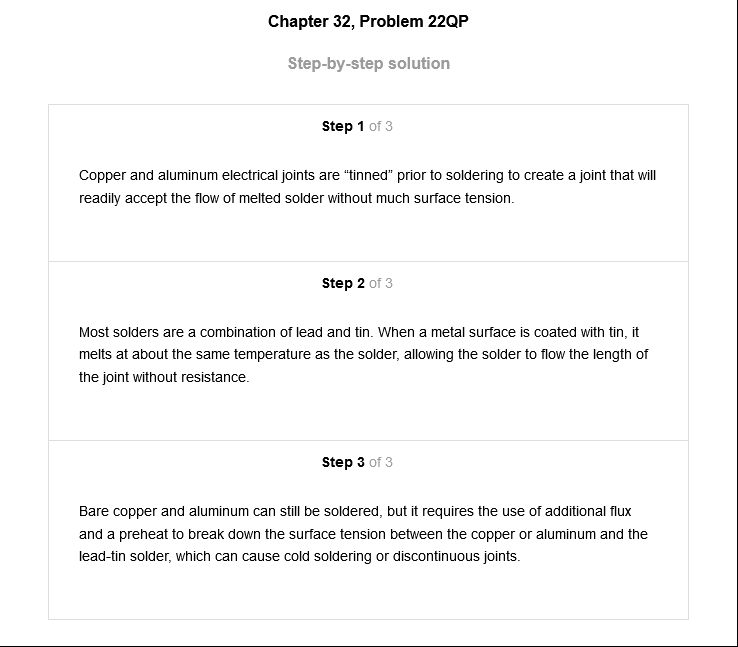 Chapter 32, Problem 22QP
Step-by-step solution
Step 1 of 3
Copper and aluminum electrical joints are “tinned” prior to soldering to create a joint that will
readily accept the flow of melted solder without much surface tension.
Step 2 of 3
Most solders are a combination of lead and tin. When a metal surface is coated with tin, it
melts at about the same temperature as the solder, allowing the solder to flow the length of
the joint without resistance.
Step 3 of 3
Bare copper and aluminum can still be soldered, but it requires the use of additional flux
and a preheat to break down the surface tension between the copper or aluminum and the
lead-tin solder, which can cause cold soldering or discontinuous joints.